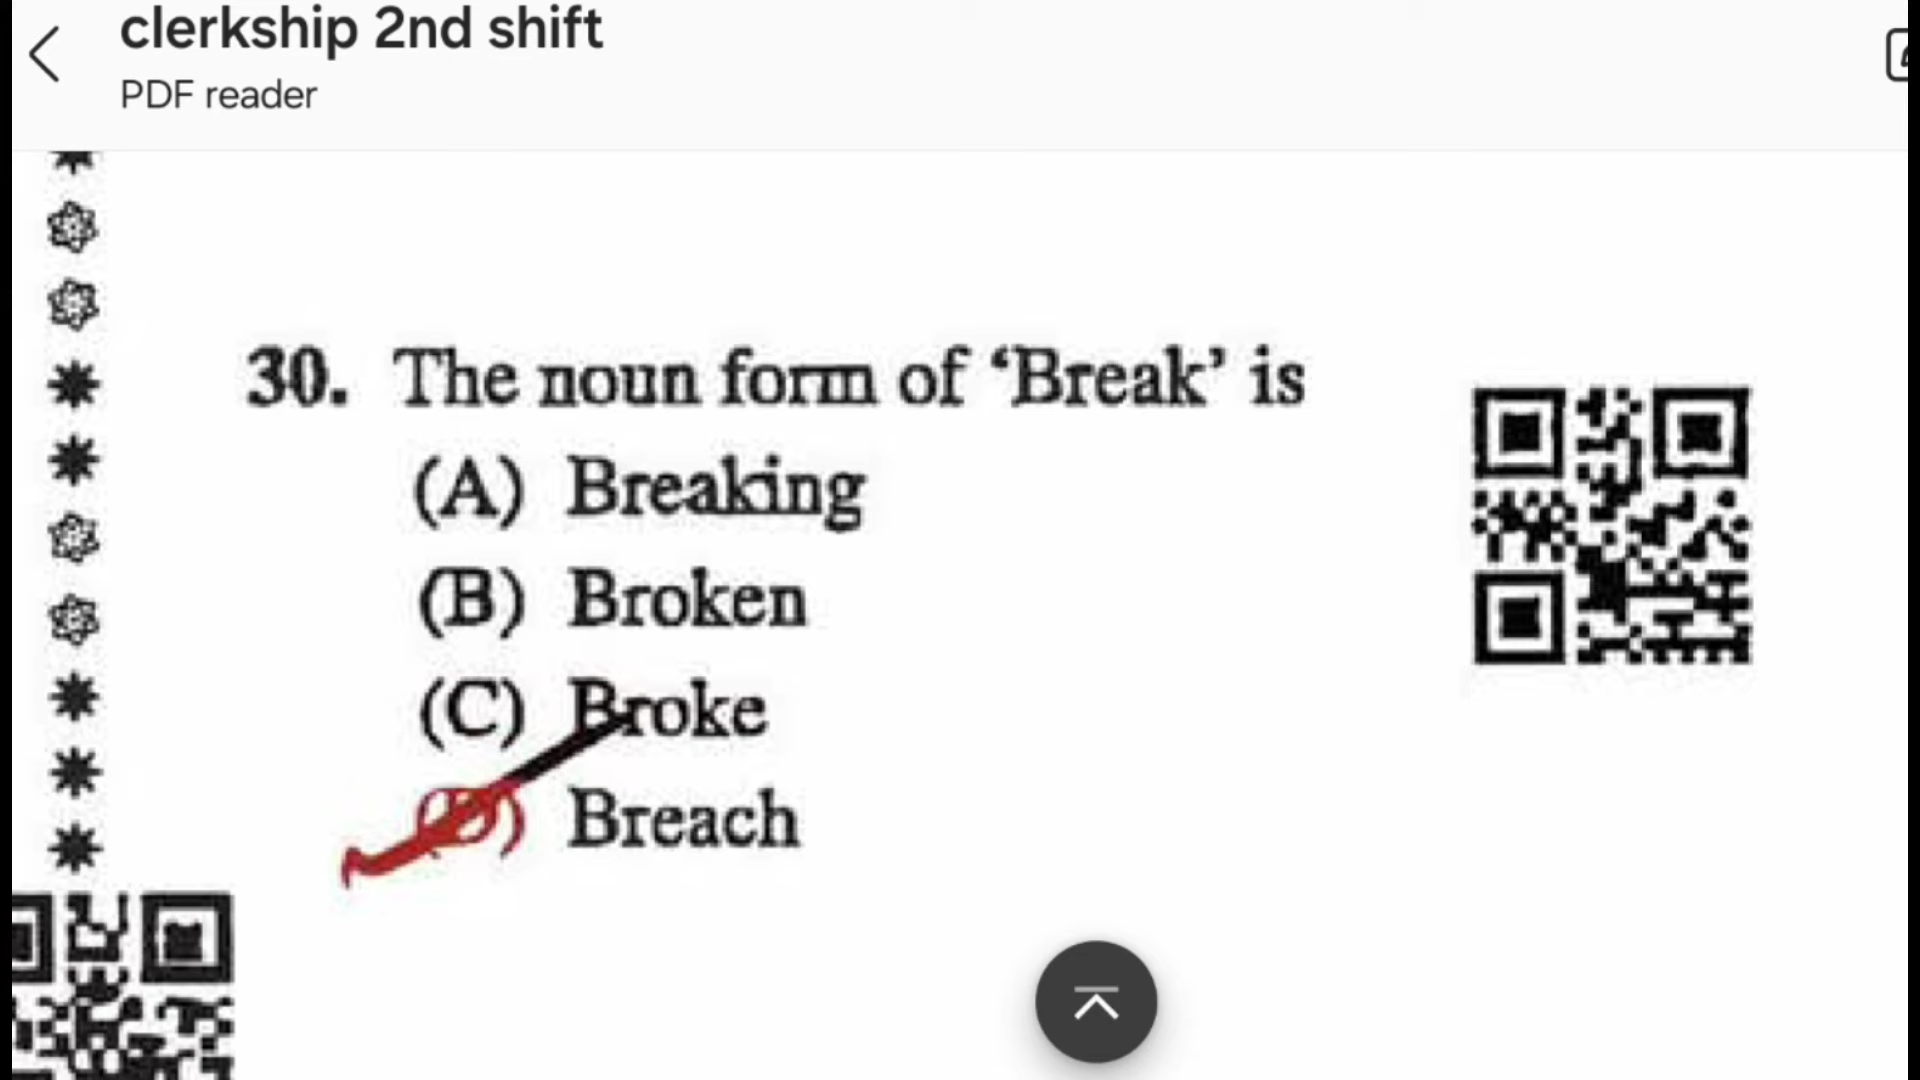 clerkship 2nd shift
PDF reader
30. The noun form of ‘Break’ is
(A) Breaking
(B) Broken
(C) Broke
(D) Breach